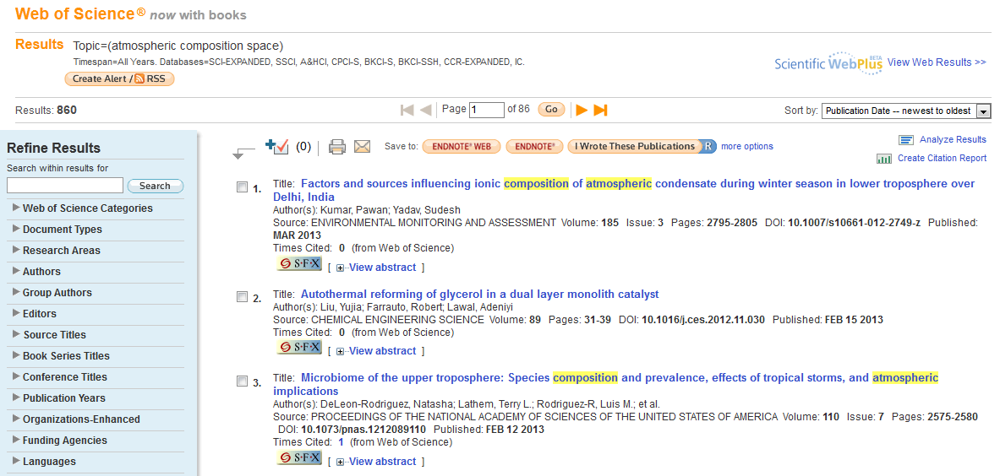 Web of Science® now with books
Results Topic=(atmospheric composition space)
Timespan=All Years. Databases=SCI-EXPANDED, SSCI, A&HCI, CPCI-S, BKCI-S, BKCI-SSH, CCR-EXPANDED, IC.
Create Alert / RSS
Scientific WebPlus BETA View Web Results >>
Results: 860
Page 1 of 86 Go
Sort by: Publication Date -- newest to oldest
Refine Results
Search within results for
Search
Web of Science Categories
Document Types
Research Areas
Authors
Group Authors
Editors
Source Titles
Book Series Titles
Conference Titles
Publication Years
Organizations-Enhanced
Funding Agencies
Languages
(0) Save to: ENDNOTE® WEB ENDNOTE® I Wrote These Publications R more options
Analyze Results
Create Citation Report
1. Title: Factors and sources influencing ionic composition of atmospheric condensate during winter season in lower troposphere over
Delhi, India
Author(s): Kumar, Pawan; Yadav, Sudesh
Source: ENVIRONMENTAL MONITORING AND ASSESSMENT Volume: 185 Issue: 3 Pages: 2795-2805 DOI: 10.1007/s10661-012-2749-z Published:
MAR 2013
Times Cited: 0 (from Web of Science)
S·F·X [ View abstract ]
2. Title: Autothermal reforming of glycerol in a dual layer monolith catalyst
Author(s): Liu, Yujia; Farrauto, Robert; Lawal, Adeniyi
Source: CHEMICAL ENGINEERING SCIENCE Volume: 89 Pages: 31-39 DOI: 10.1016/j.ces.2012.11.030 Published: FEB 15 2013
Times Cited: 0 (from Web of Science)
S·F·X [ View abstract ]
3. Title: Microbiome of the upper troposphere: Species composition and prevalence, effects of tropical storms, and atmospheric
implications
Author(s): DeLeon-Rodriguez, Natasha; Lathem, Terry L.; Rodriguez-R, Luis M.; et al.
Source: PROCEEDINGS OF THE NATIONAL ACADEMY OF SCIENCES OF THE UNITED STATES OF AMERICA Volume: 110 Issue: 7 Pages: 2575-2580
DOI: 10.1073/pnas.1212089110 Published: FEB 12 2013
Times Cited: 1 (from Web of Science)
S·F·X [ View abstract ]